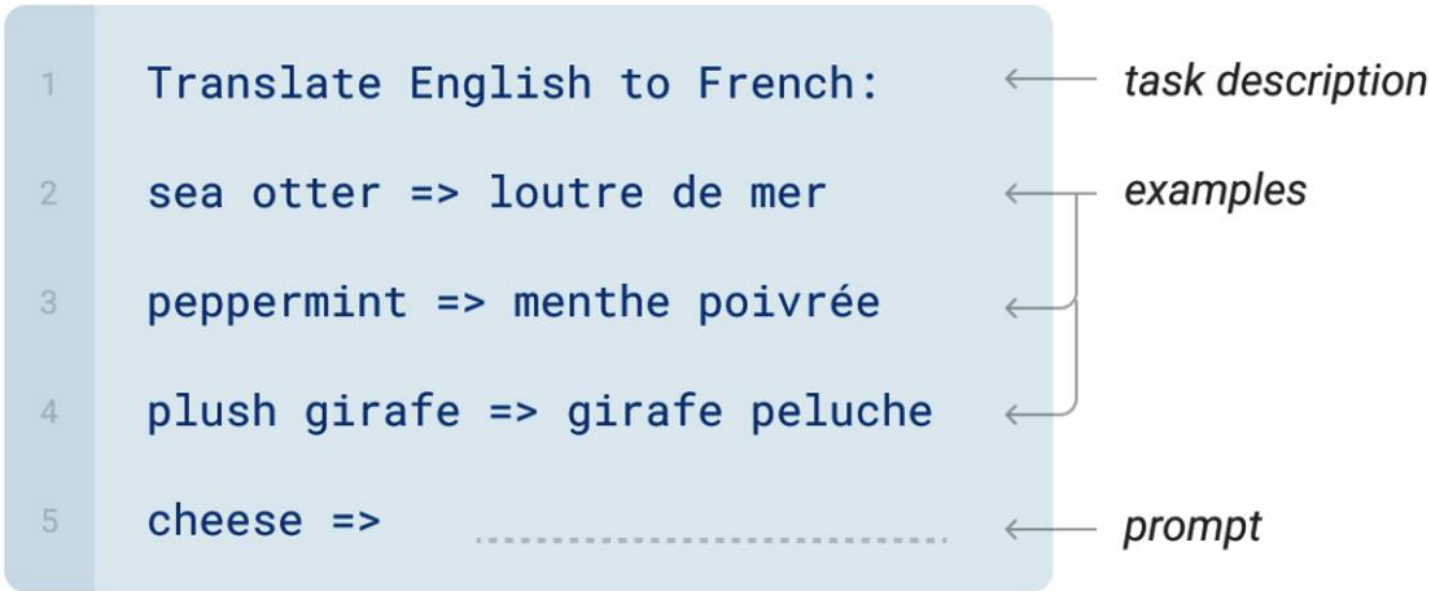 1 Translate English to French: task description
2 sea otter => loutre de mer examples
3 peppermint => menthe poivrée
4 plush girafe => girafe peluche
5 cheese => prompt